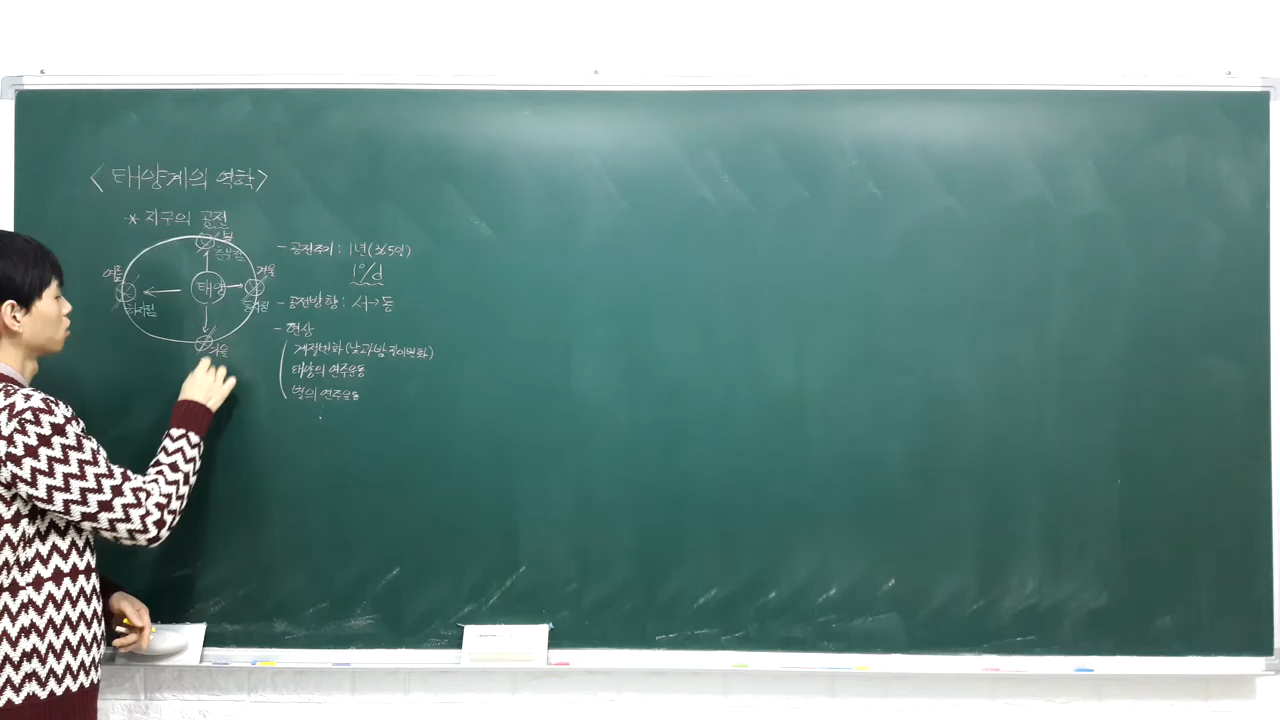 <태양계의 역학>
* 지구의 공전
봄
춘분점
여름
하지점
태양
겨울
동지점
가을
- 공전주기 : 1년(365일)
1°/d
- 공전방향 : 서→동
- 현상
계절변화 (낮과 밤 길이변화)
태양의 연주운동
별의 연주운동